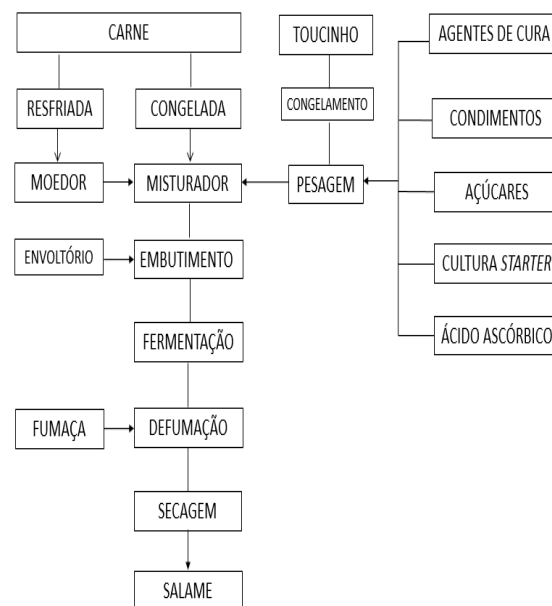 CARNE
TOUCINHO
AGENTES DE CURA
RESFRIADA
CONGELADA
CONGELAMENTO
CONDIMENTOS
MOEDOR
MISTURADOR
PESAGEM
AÇÚCARES
ENVOLTÓRIO
EMBUTIMENTO
CULTURA STARTER
FERMENTAÇÃO
ÁCIDO ASCÓRBICO
FUMAÇA
DEFUMAÇÃO
SECAGEM
SALAME